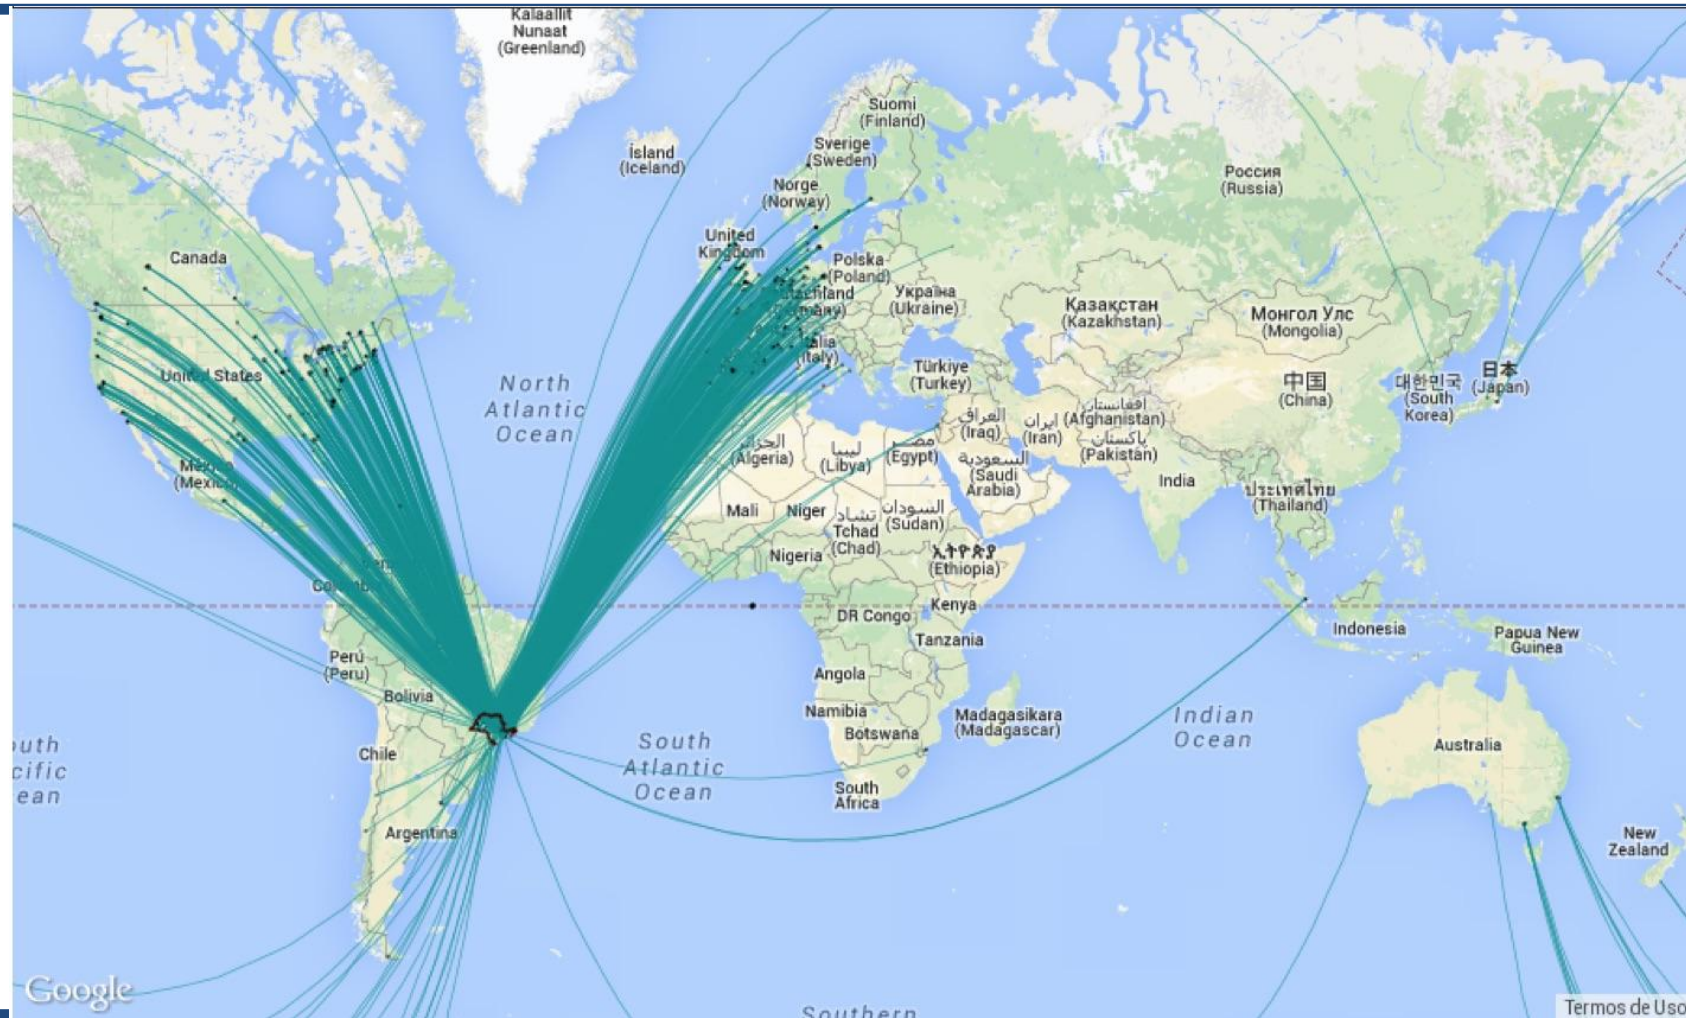 Kalaallit
Nunaat
(Greenland)
Suomi
(Finland)
Ísland
(Iceland)
Sverige
(Sweden)
Norge
(Norway)
Россия
(Russia)
United
Kingdom
Canada
Polska
(Poland)
Україна
(Ukraine)
Қазақстан
(Kazakhstan)
Монгол Улс
(Mongolia)
(Italy)
United States
North
Atlantic
Ocean
Türkiye
(Turkey)
中国
(China)
대한민국
(South
Korea)
日本
(Japan)
العراق
(Iraq)
ایران
(Iran)
افغانستان
(Afghanistan)
پاکستان
(Pakistan)
الجزائر
(Algeria)
ليبيا
(Libya)
مصر
(Egypt)
السعودية
(Saudi
Arabia)
India
ประเทศไทย
(Thailand)
Mali
Niger
تشاد
Tchad
(Chad)
السودان
(Sudan)
Nigeria
ኢትዮጵያ
(Ethiopia)
DR Congo
Kenya
Tanzania
Indonesia
Papua New
Guinea
Perú
(Peru)
Bolivia
Angola
Namibia
Botswana
Madagasikara
(Madagascar)
Indian
Ocean
Chile
South
Atlantic
Ocean
Australia
South
Africa
Argentina
New
Zealand
Google
Southern
Termos de Uso